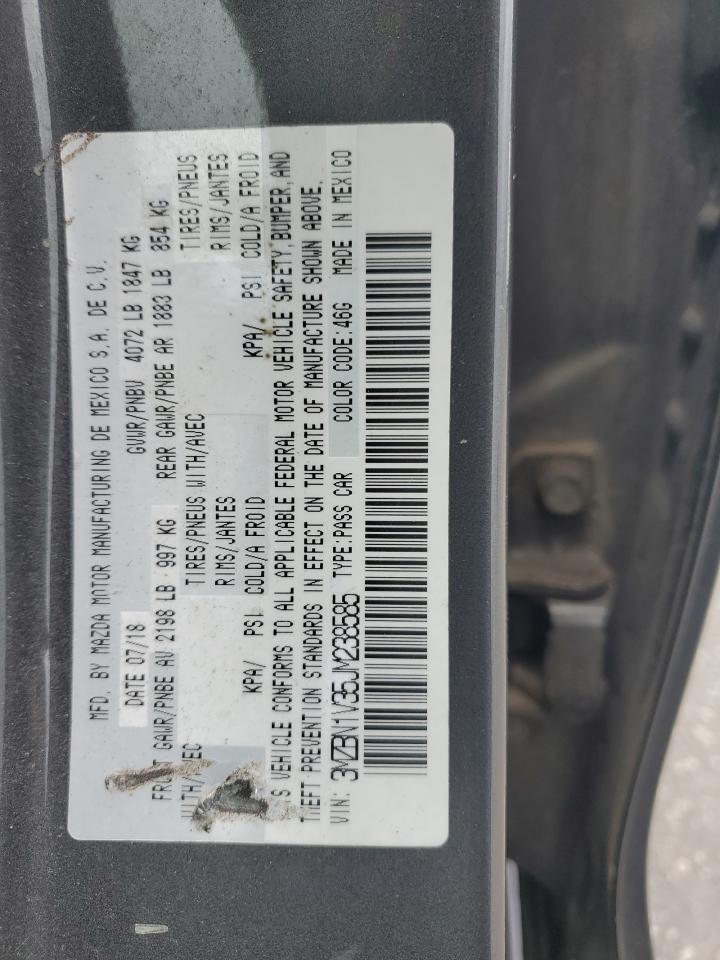 MFD. BY MAZDA MOTOR MANUFACTURING DE MEXICO S.A. DE C.V.
DATE 07/18 GVWR/PNBV 4072 LB 1847 KG
FRONT GAWR/PNBE AV 2198 LB 997 KG REAR GAWR/PNBE AR 1883 LB 854 KG
WITH/AVEC TIRES/PNEUS WITH/AVEC TIRES/PNEUS
RIMS/JANTES RIMS/JANTES
KPA/ PSI COLD/A FROID KPA/ PSI COLD/A FROID
VEHICLE CONFORMS TO ALL APPLICABLE FEDERAL MOTOR VEHICLE SAFETY, BUMPER, AND
THEFT PREVENTION STANDARDS IN EFFECT ON THE DATE OF MANUFACTURE SHOWN ABOVE.
VIN: 3MZBN1V35JM238585 TYPE:PASS CAR COLOR CODE:46G MADE IN MEXICO